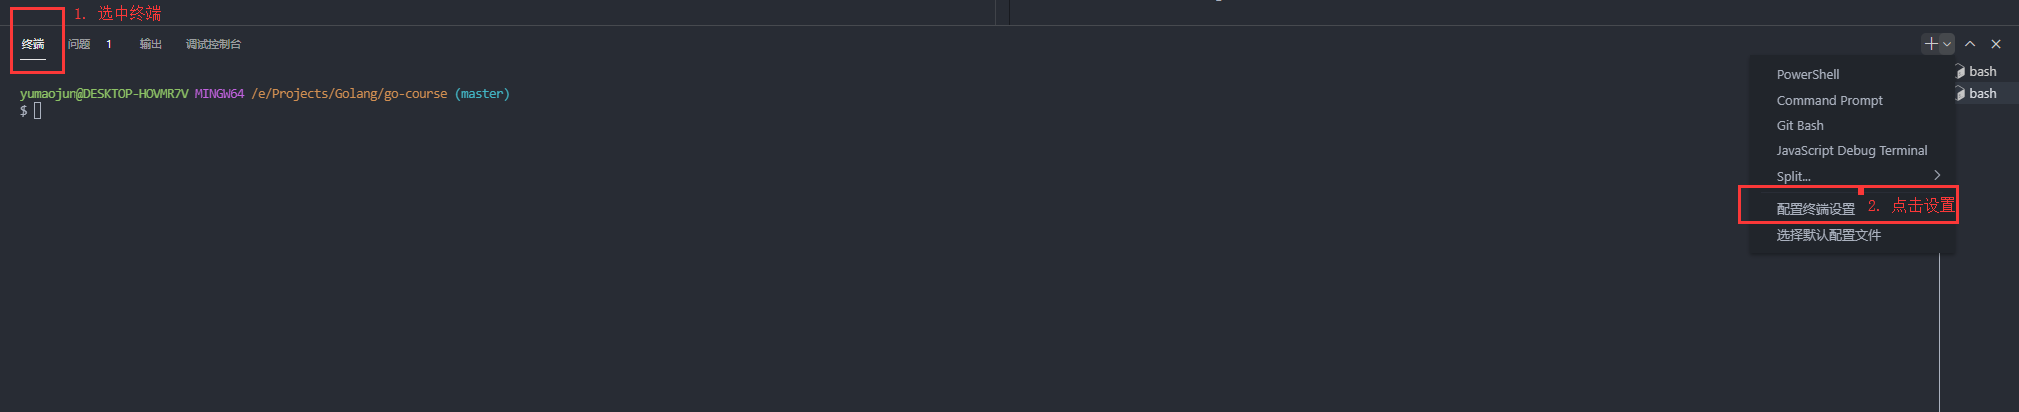 1. 选中终端
终端 问题 1 输出 调试控制台
yumaojun@DESKTOP-HOVMR7V MINGW64 /e/Projects/Golang/go-course (master)
$
bash
bash
PowerShell
Command Prompt
Git Bash
JavaScript Debug Terminal
Split...
配置终端设置 2. 点击设置
选择默认配置文件